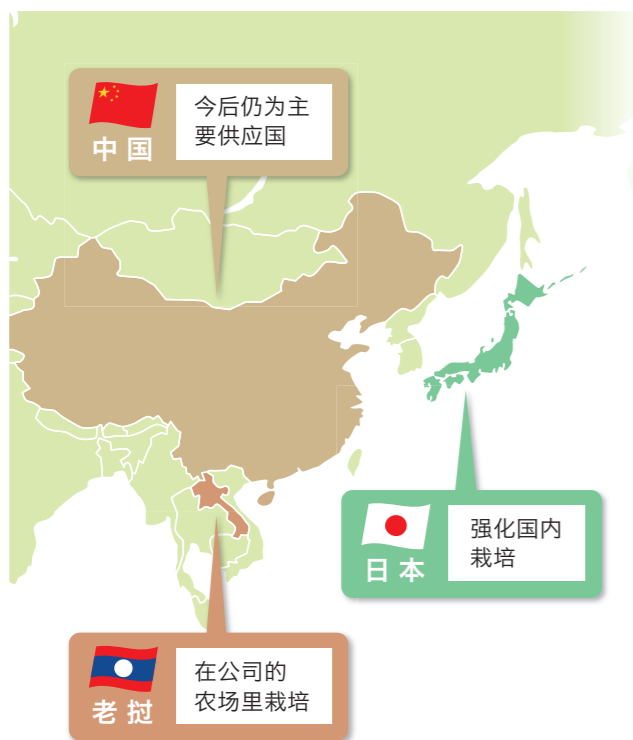 中国
今后仍为主
要供应国
日本
强化国内
栽培
老挝
在公司的
农场里栽培